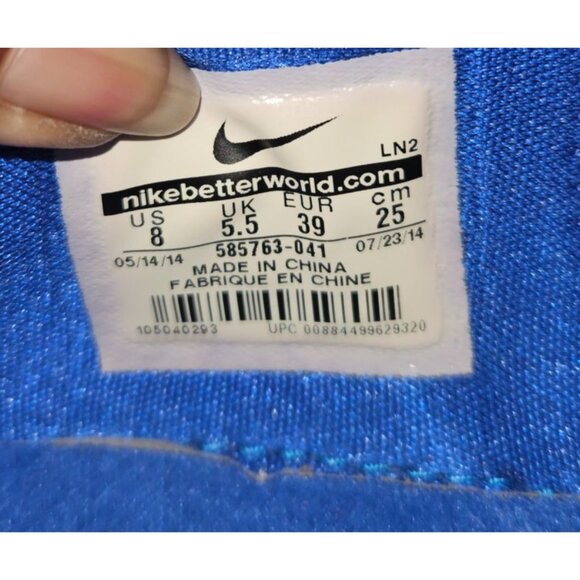 LN2
nikebetterworld.com
US UK EUR cm
8 5.5 39 25
585763-041
05/14/14 07/23/14
MADE IN CHINA
FABRIQUE EN CHINE
105040293 UPC 00884499629320